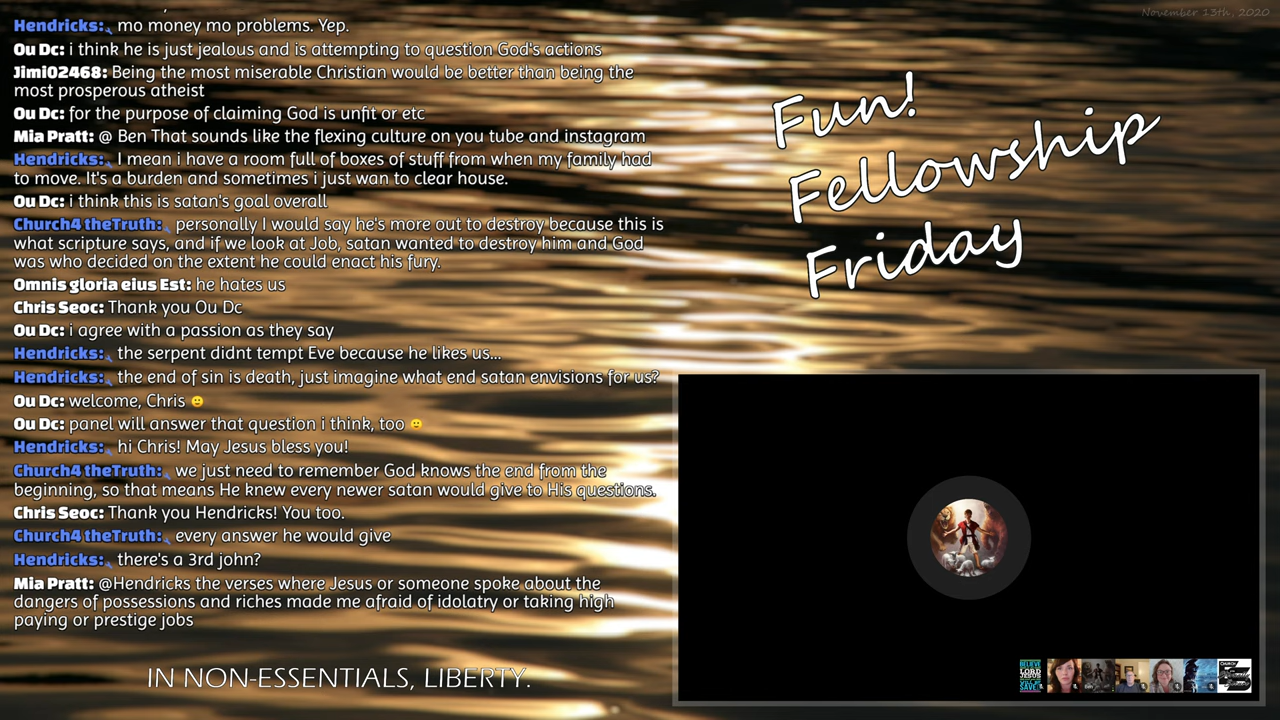 November 13th, 2020
Hendricks: mo money mo problems. Yep.
Ou Dc: i think he is just jealous and is attempting to question God's actions
Jimi02468: Being the most miserable Christian would be better than being the
most prosperous atheist
Ou Dc: for the purpose of claiming God is unfit or etc
Mia Pratt: @ Ben That sounds like the flexing culture on you tube and instagram
Hendricks: I mean i have a room full of boxes of stuff from when my family had
to move. It's a burden and sometimes i just wan to clear house.
Ou Dc: i think this is satan's goal overall
Church4 theTruth: personally I would say he's more out to destroy because this is
what scripture says, and if we look at Job, satan wanted to destroy him and God
was who decided on the extent he could enact his fury.
Omnis gloria eius Est: he hates us
Chris Seoc: Thank you Ou Dc
Ou Dc: i agree with a passion as they say
Hendricks: the serpent didnt tempt Eve because he likes us...
Hendricks: the end of sin is death, just imagine what end satan envisions for us?
Ou Dc: welcome, Chris 🙂
Ou Dc: panel will answer that question i think, too 🙂
Hendricks: hi Chris! May Jesus bless you!
Church4 theTruth: we just need to remember God knows the end from the
beginning, so that means He knew every newer satan would give to His questions.
Chris Seoc: Thank you Hendricks! You too.
Church4 theTruth: every answer he would give
Hendricks: there's a 3rd john?
Mia Pratt: @Hendricks the verses where Jesus or someone spoke about the
dangers of possessions and riches made me afraid of idolatry or taking high
paying or prestige jobs
IN NON-ESSENTIALS, LIBERTY.
Fun!
Fellowship
Friday
BELIEVE
LORD
JESUS
SAVE
CHURCH